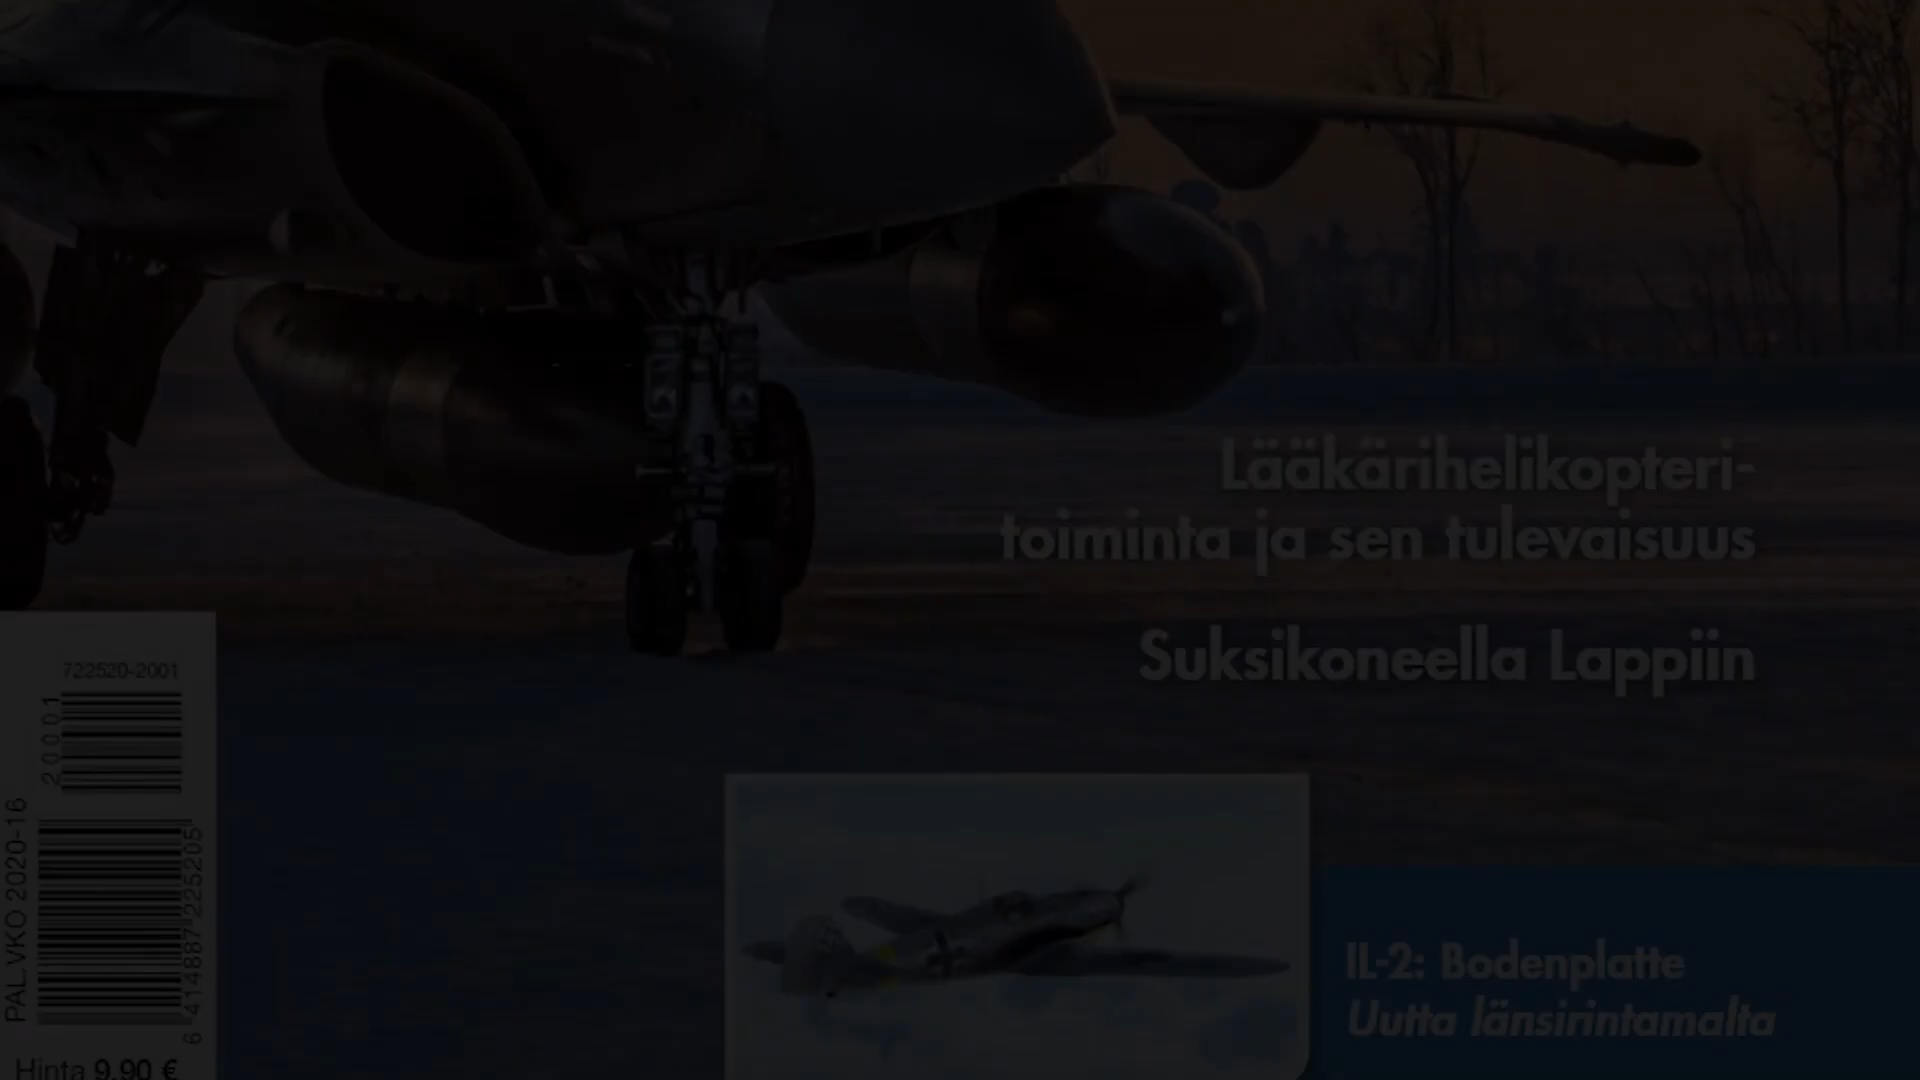 Lääkärihelikopteri-
toiminta ja sen tulevaisuus
Suksikoneella Lappiin
722520-2001
20001
PAL.VKO 2020-16
6 414887 225205
Hinta 9,90 €
IL-2: Bodenplatte
Uutta länsirintamalta